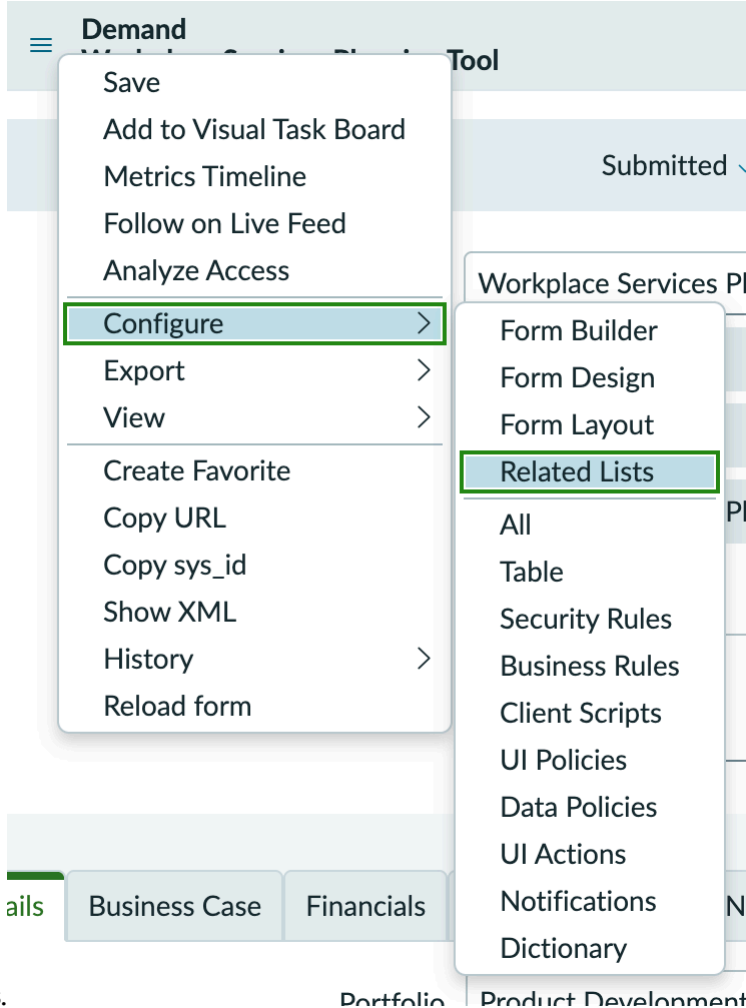 Demand
Tool
Save
Add to Visual Task Board
Metrics Timeline
Follow on Live Feed
Analyze Access
Configure
Export
View
Create Favorite
Copy URL
Copy sys_id
Show XML
History
Reload form
Submitted
Workplace Services Pl
Form Builder
Form Design
Form Layout
Related Lists
All
Table
Security Rules
Business Rules
Client Scripts
UI Policies
Data Policies
UI Actions
Notifications
Dictionary
Pl
ails
Business Case
Financials
N
Portfolio
Product Development